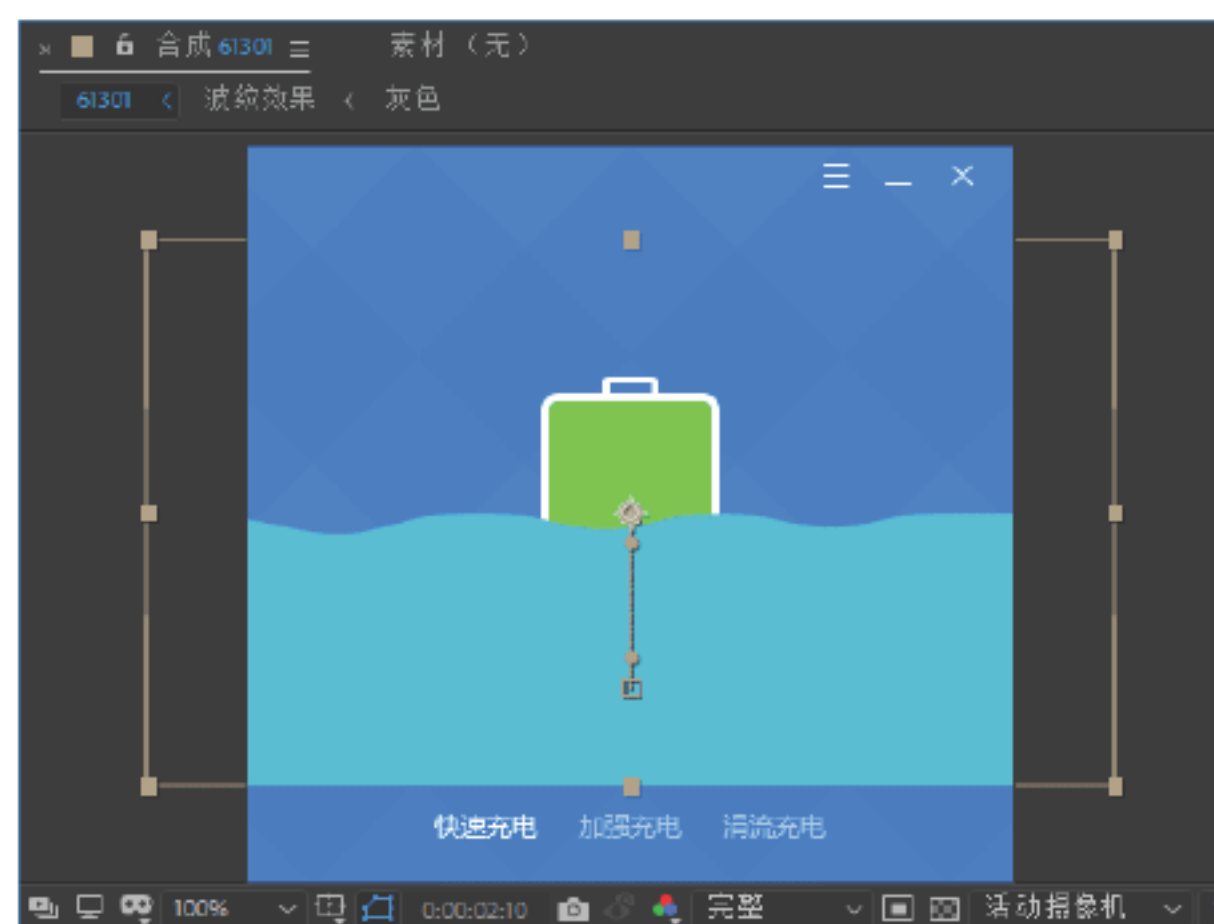 合成 61301 素材 （无）
61301 ‹ 波纹效果 ‹ 灰色
快速充电 加强充电 涓流充电
100% 0:00:02:10 完整 活动摄像机